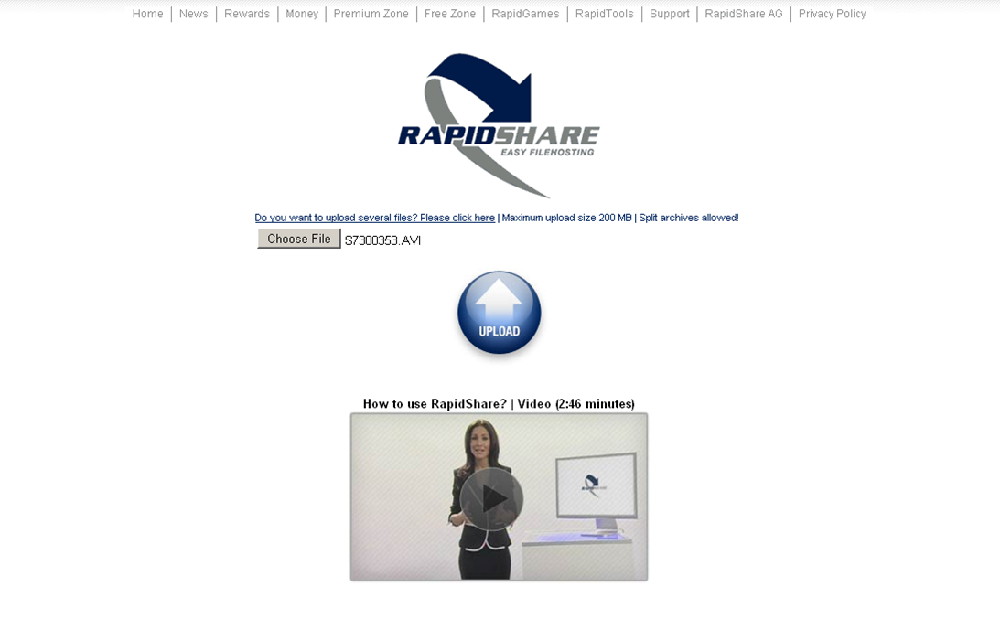 Home | News | Rewards | Money | Premium Zone | Free Zone | RapidGames | RapidTools | Support | RapidShare AG | Privacy Policy
RAPIDSHARE
EASY FILEHOSTING
Do you want to upload several files? Please click here | Maximum upload size 200 MB | Split archives allowed!
Choose File S7300353.AVI
UPLOAD
How to use RapidShare? | Video (2:46 minutes)
RAPIDSHARE